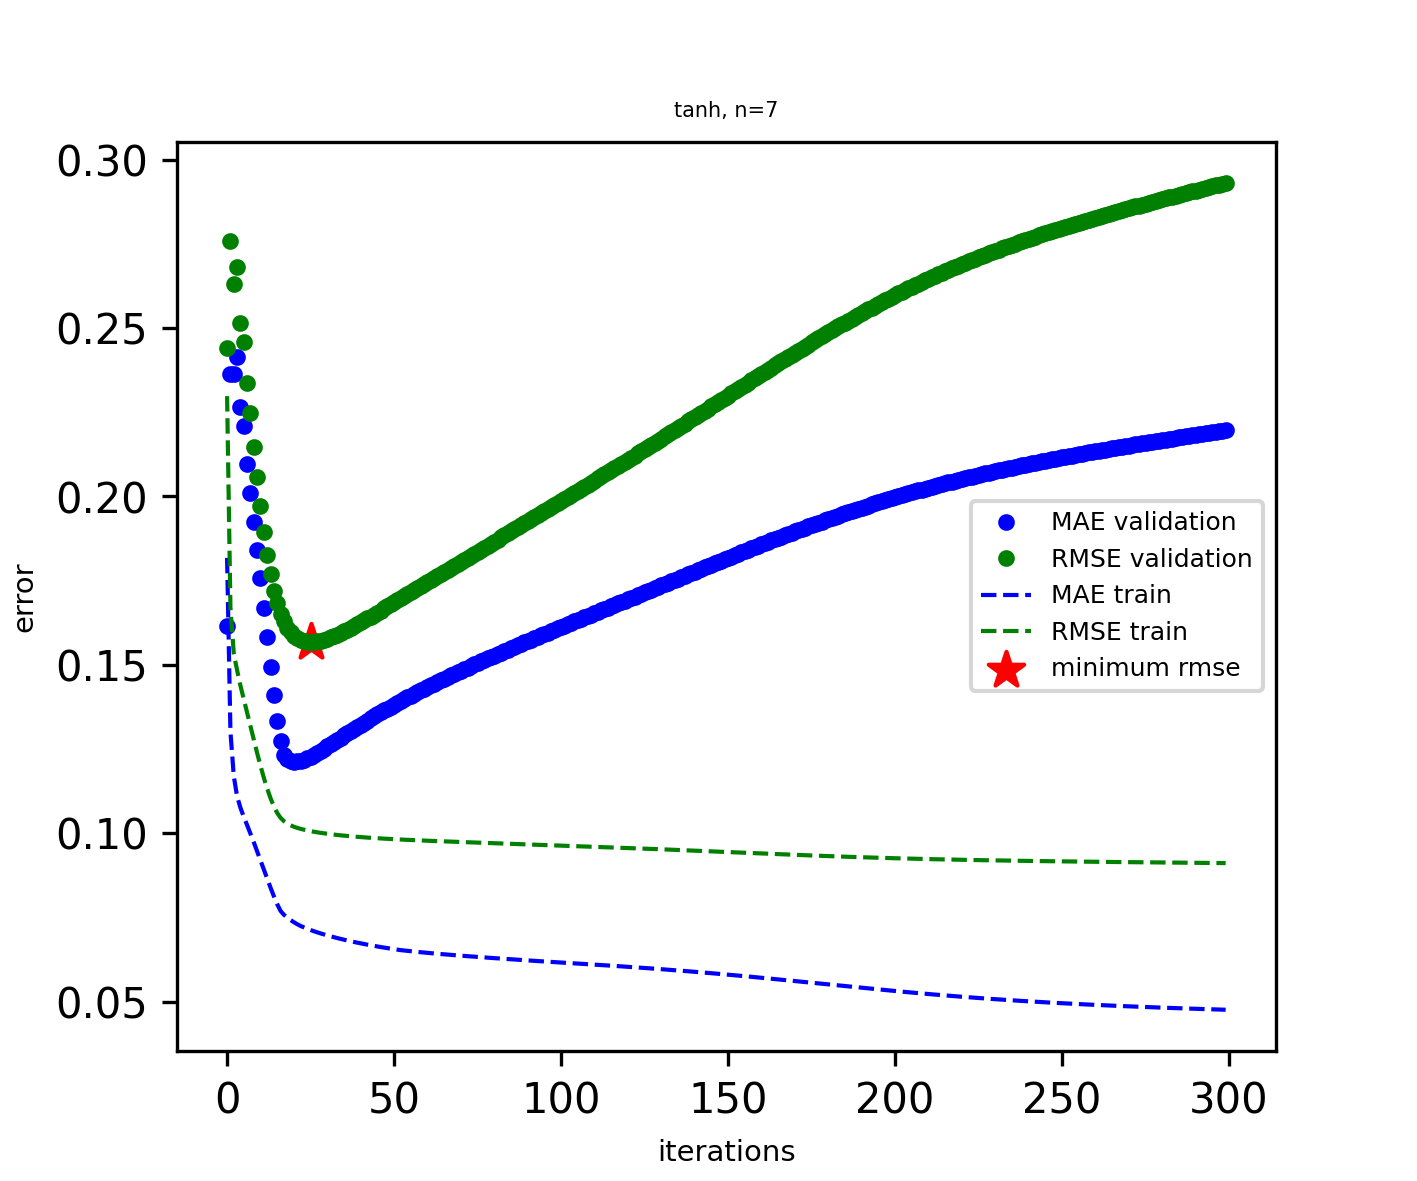 tanh, n=7
0.30
0.25
0.20
0.15
0.10
0.05
error
MAE validation
RMSE validation
MAE train
RMSE train
minimum rmse
0 50 100 150 200 250 300
iterations